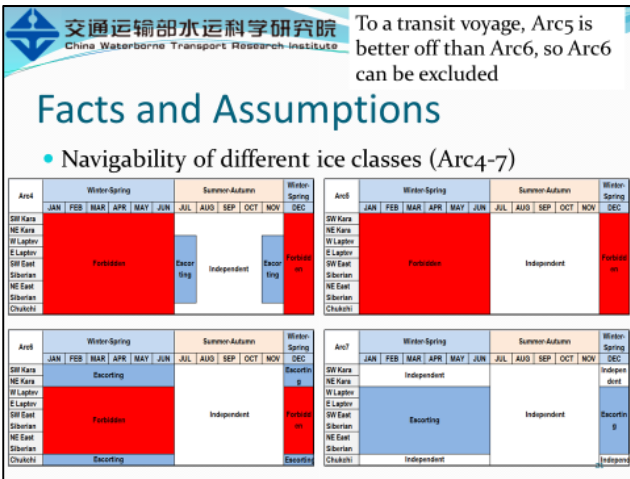 交通运输部水运科学研究院
China Waterborne Transport Research Institute
To a transit voyage, Arc5 is
better off than Arc6, so Arc6
can be excluded
Facts and Assumptions
• Navigability of different ice classes (Arc4-7)
Arc4 Winter-Spring Summer-Autumn Winter-Spring
JAN FEB MAR APR MAY JUN JUL AUG SEP OCT NOV DEC
SW Kara
NE Kara
W Laptev
E Laptev
SW East Siberian
NE East Siberian
Chukchi
Forbidden
Escorting
Independent
Escorting
Forbidden
Arc5 Winter-Spring Summer-Autumn Winter-Spring
JAN FEB MAR APR MAY JUN JUL AUG SEP OCT NOV DEC
SW Kara
NE Kara
W Laptev
E Laptev
SW East Siberian
NE East Siberian
Chukchi
Forbidden
Independent
Forbidden
Arc6 Winter-Spring Summer-Autumn Winter-Spring
JAN FEB MAR APR MAY JUN JUL AUG SEP OCT NOV DEC
SW Kara
NE Kara
W Laptev
E Laptev
SW East Siberian
NE East Siberian
Chukchi
Escorting
Escorting
Forbidden
Independent
Forbidden
Escorting
Escorting
Arc7 Winter-Spring Summer-Autumn Winter-Spring
JAN FEB MAR APR MAY JUN JUL AUG SEP OCT NOV DEC
SW Kara
NE Kara
W Laptev
E Laptev
SW East Siberian
NE East Siberian
Chukchi
Independent
Independent
Escorting
Independent
Escorting
Independent